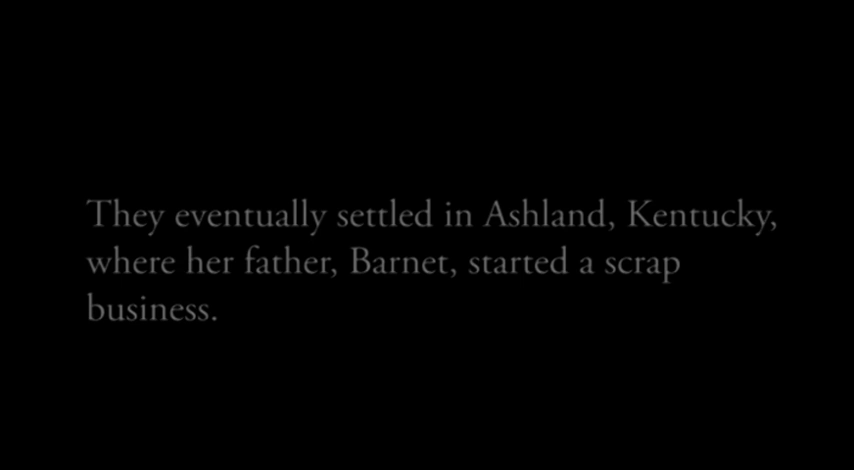 They eventually settled in Ashland, Kentucky,
where her father, Barnet, started a scrap
business.